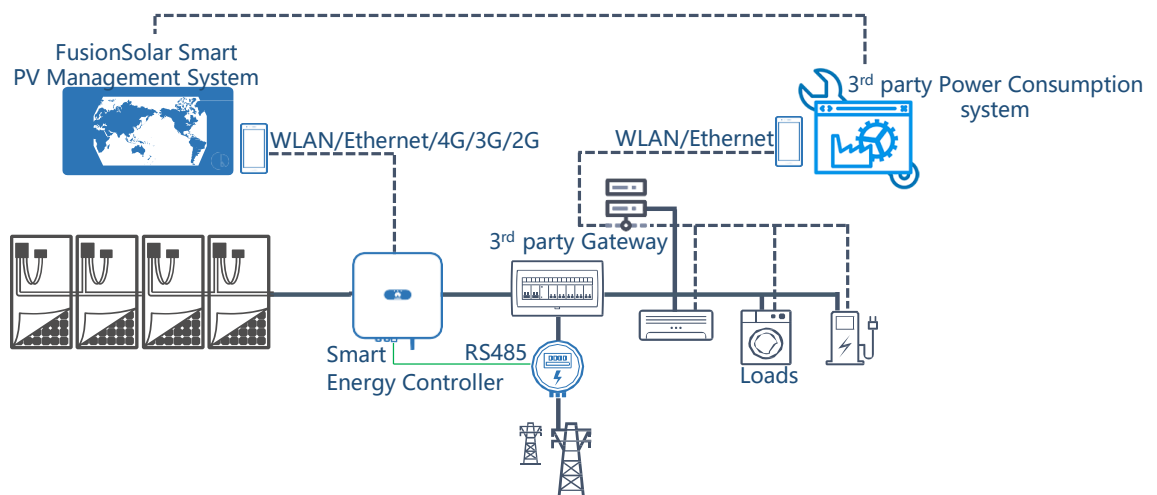 FusionSolar Smart
PV Management System
3rd party Power Consumption
system
WLAN/Ethernet/4G/3G/2G
WLAN/Ethernet
3rd party Gateway
Smart
Energy Controller
RS485
Loads